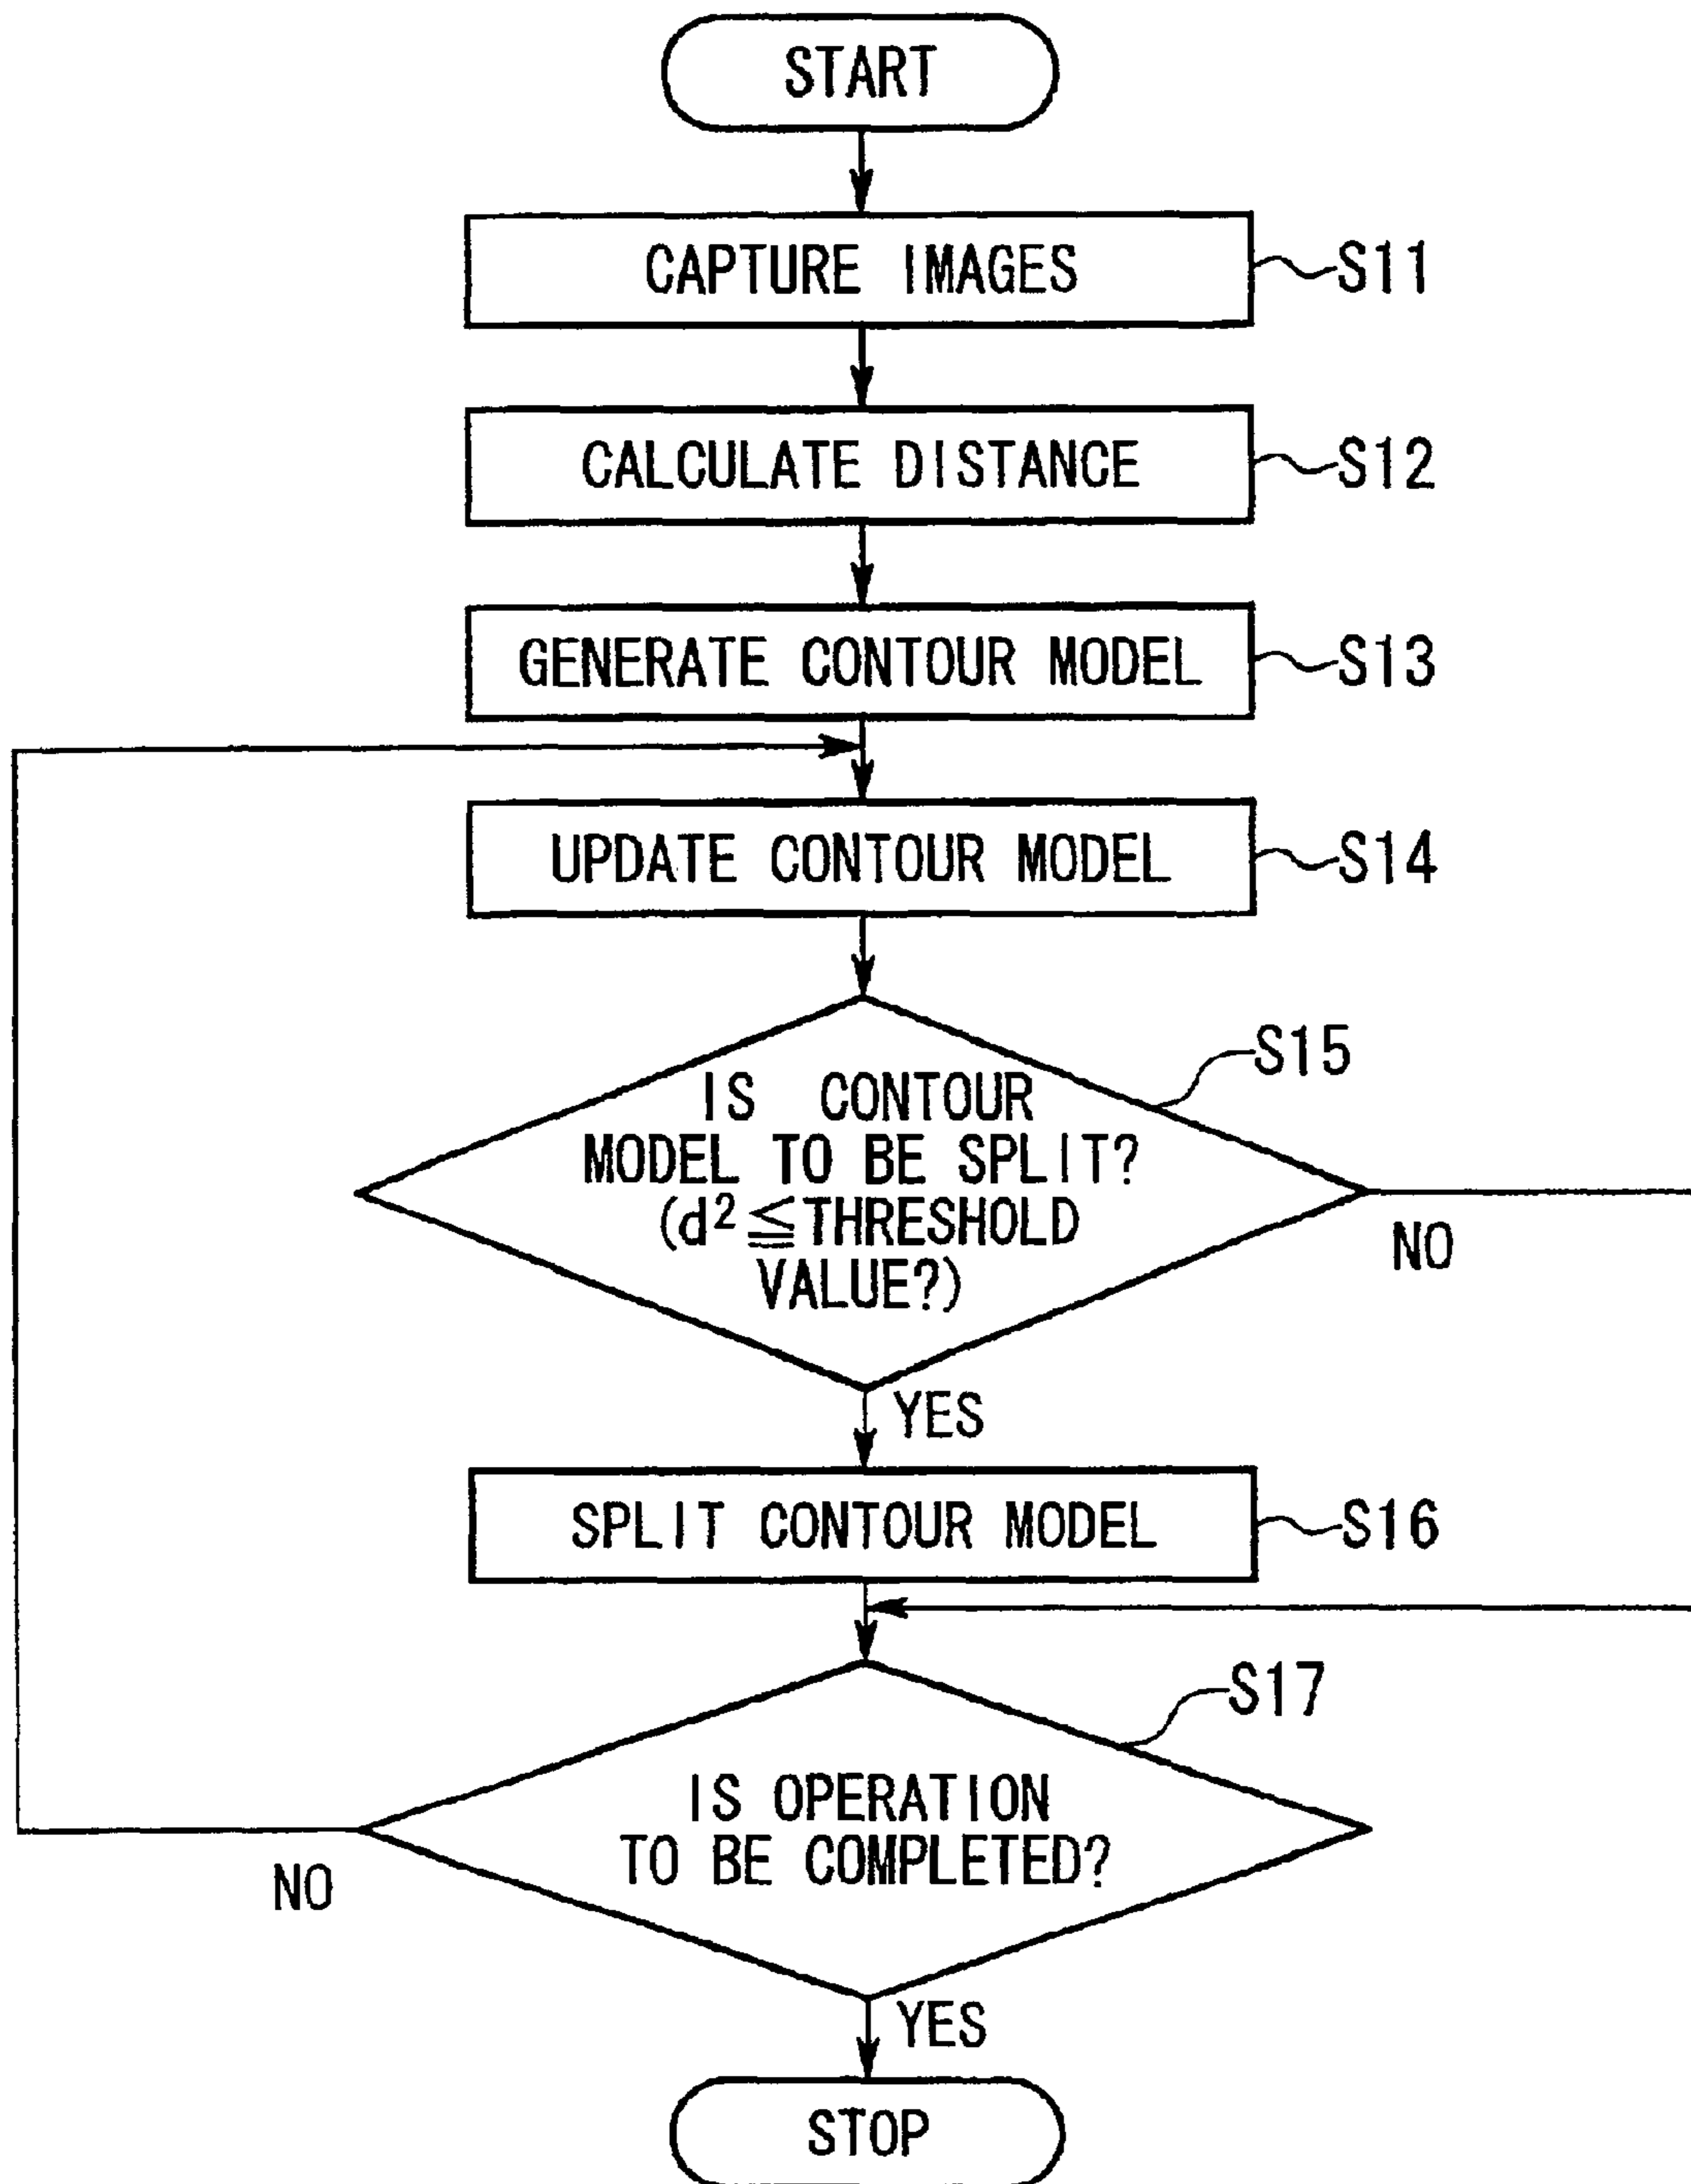 START
CAPTURE IMAGES
S11
CALCULATE DISTANCE
S12
GENERATE CONTOUR MODEL
S13
UPDATE CONTOUR MODEL
S14
S15
IS CONTOUR
MODEL TO BE SPLIT?
(d² ≦ THRESHOLD
VALUE?)
NO
YES
SPLIT CONTOUR MODEL
S16
S17
IS OPERATION
TO BE COMPLETED?
NO
YES
STOP